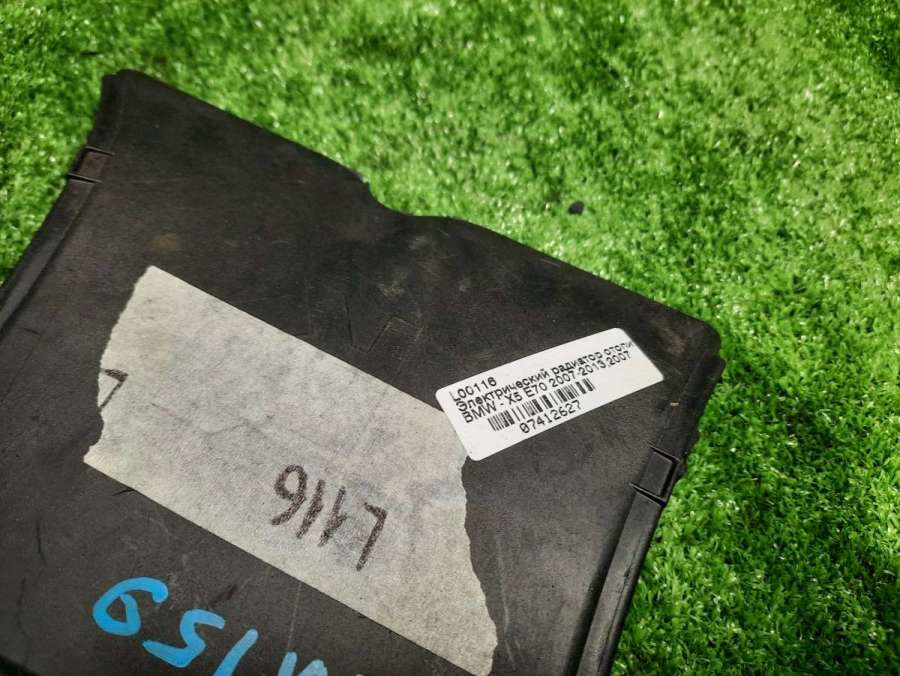 L00116
Электрический радиатор отопи
BMW - X5 E70 2007-2013,2007
07412627
L116